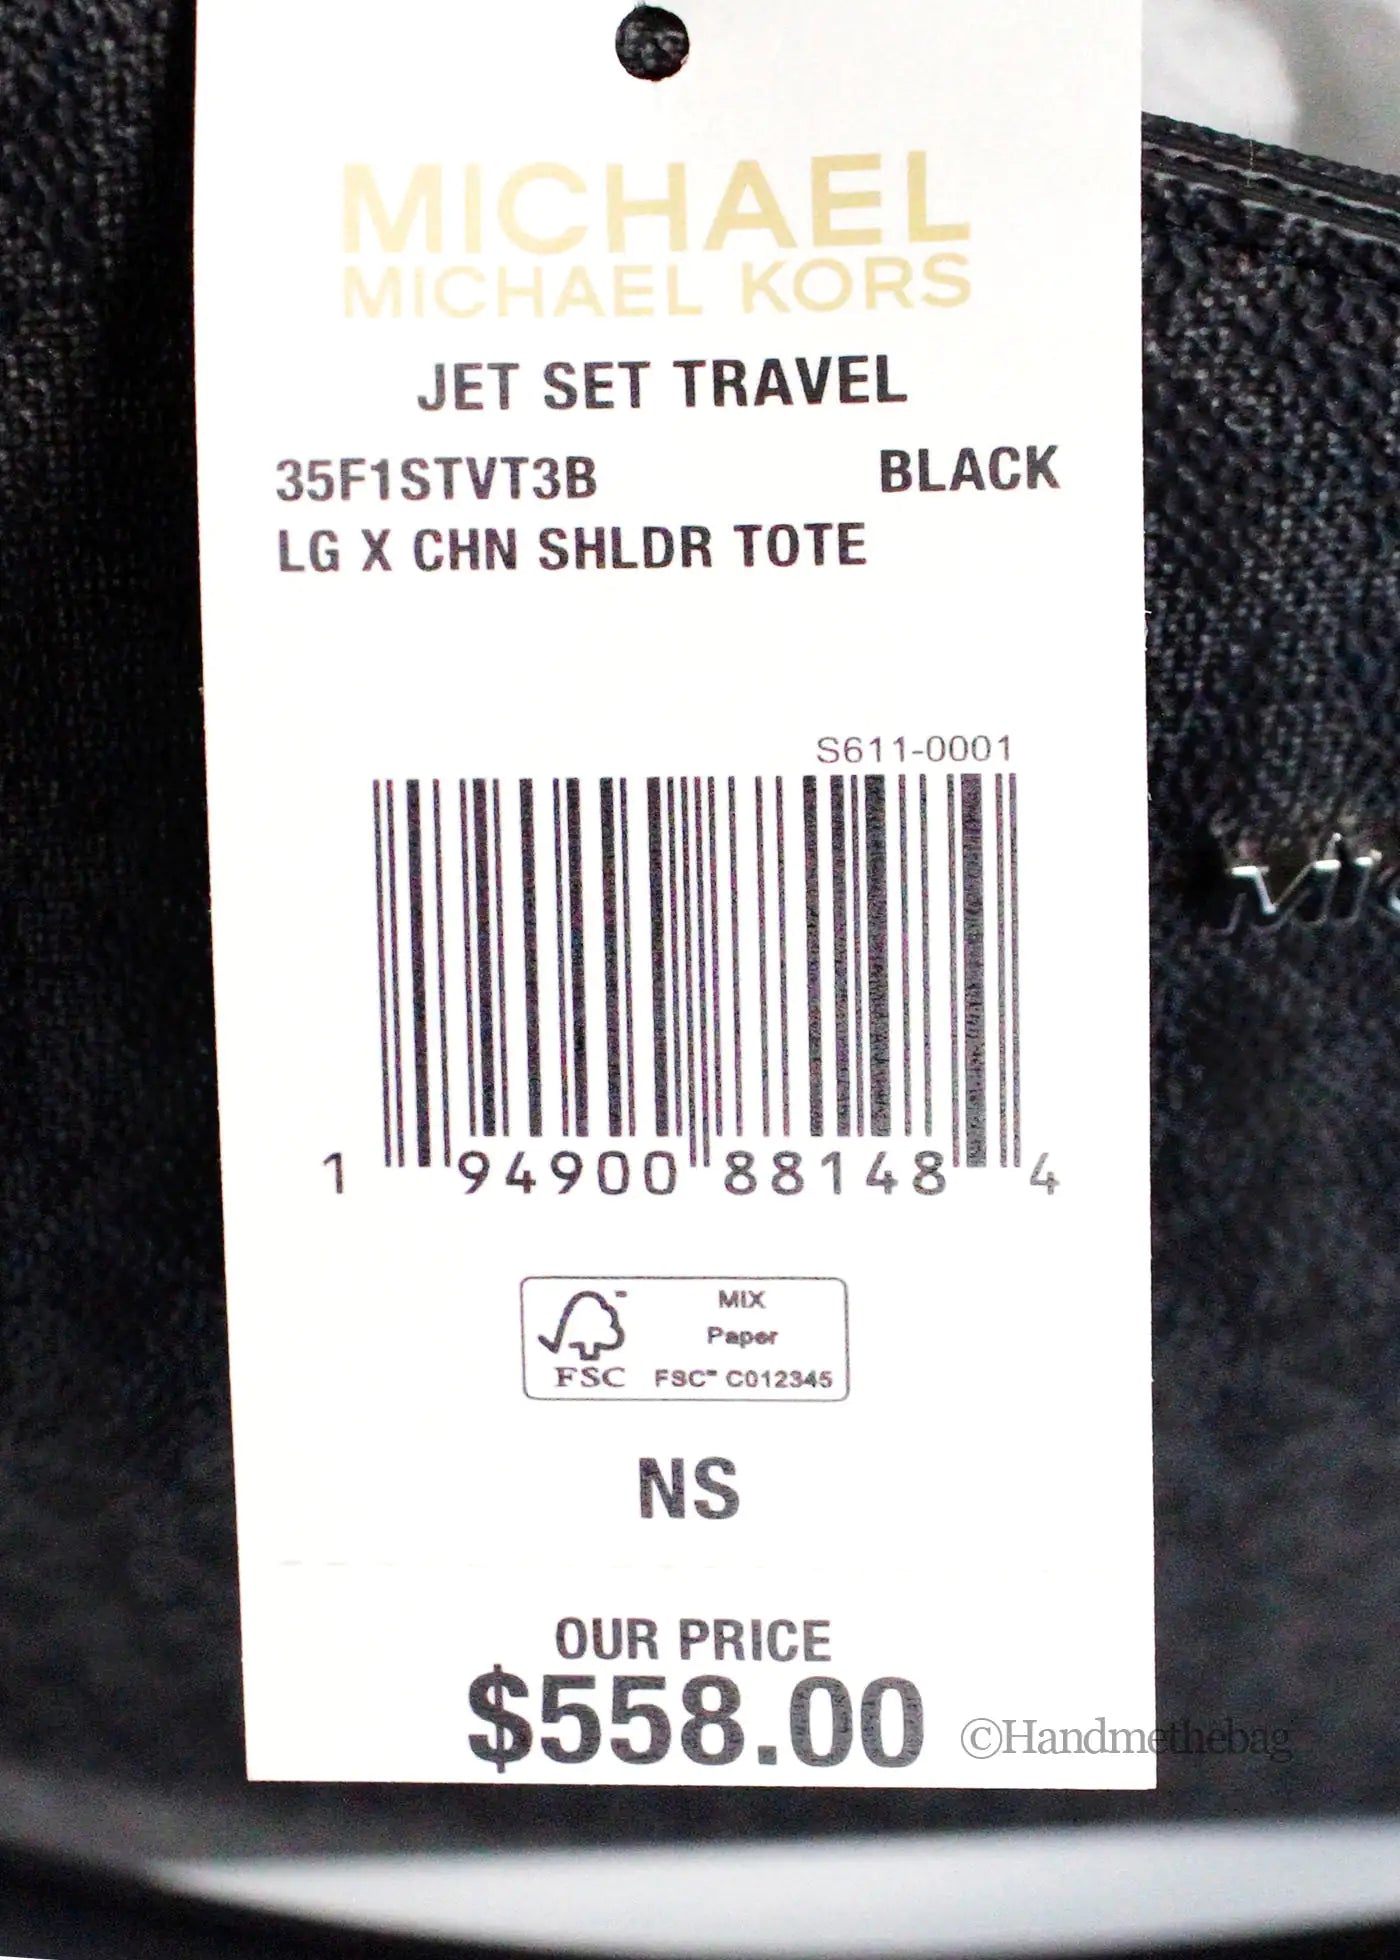 MICHAEL
MICHAEL KORS
JET SET TRAVEL
35F1STVT3B BLACK
LG X CHN SHLDR TOTE
S611-0001
1 94900 88148 4
MIX
Paper
FSC FSC™ C012345
NS
OUR PRICE
$558.00
©Handmethebag